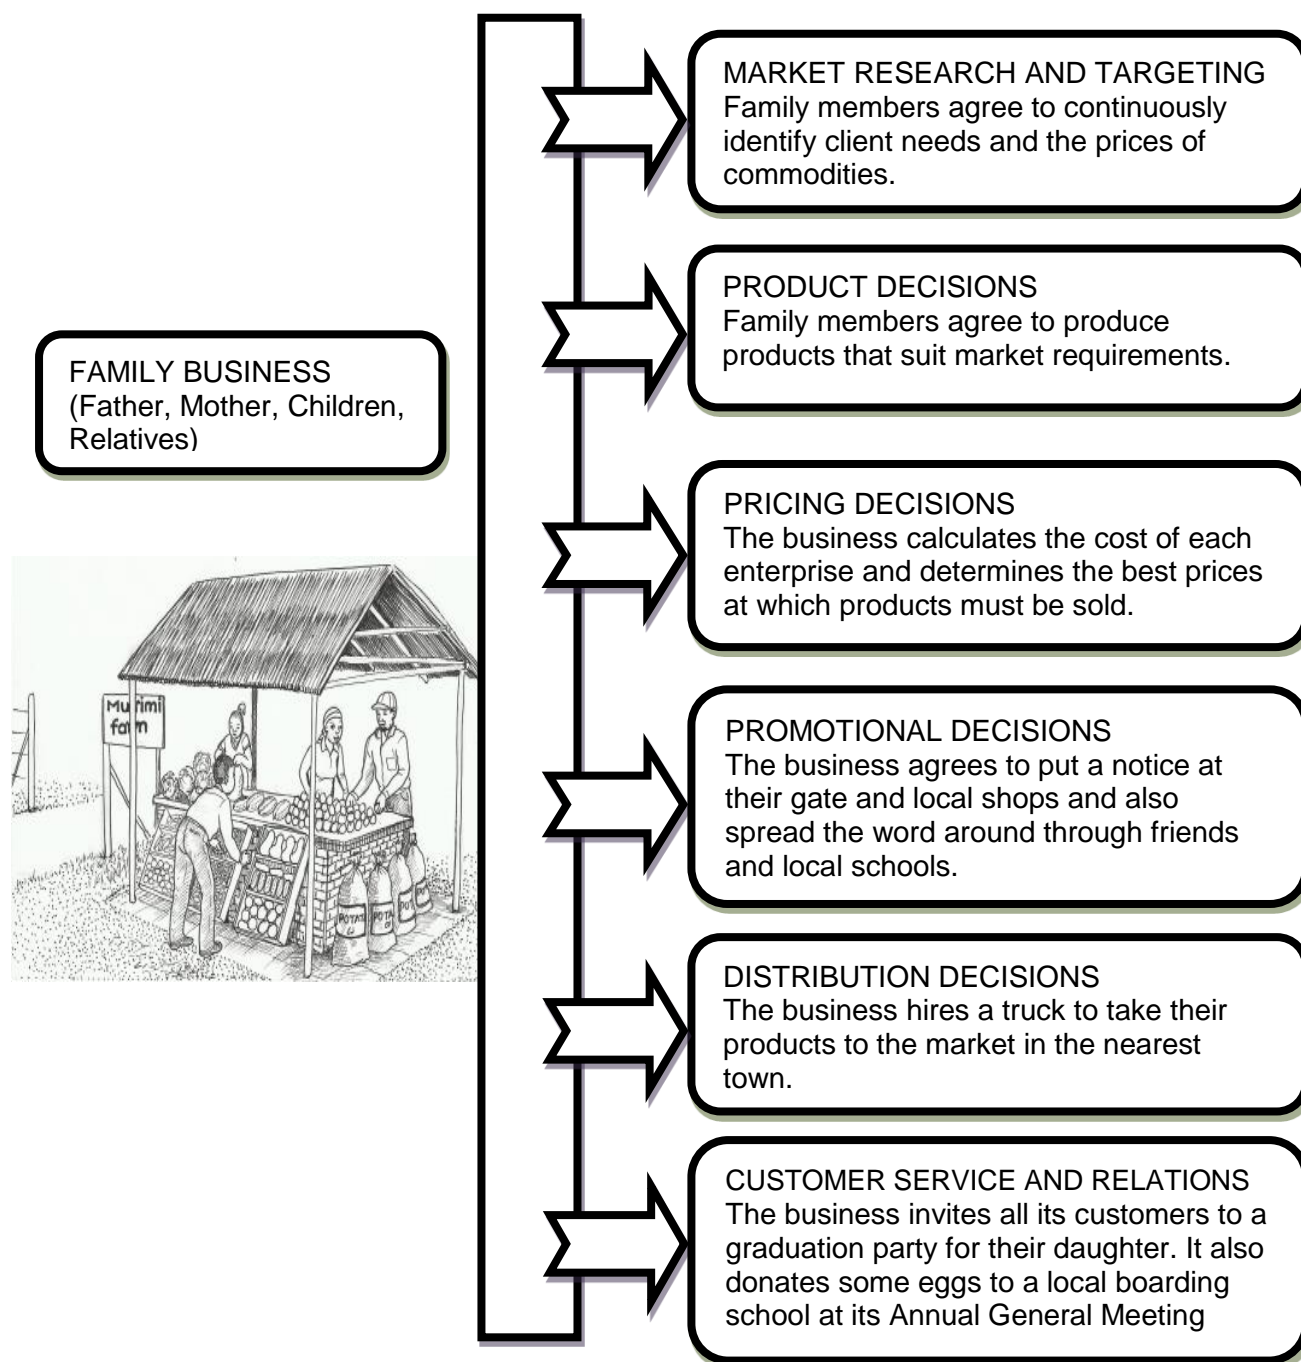 FAMILY BUSINESS
(Father, Mother, Children,
Relatives)
Murimi
farm
POTATO
POTAT
POT
PO
MARKET RESEARCH AND TARGETING
Family members agree to continuously
identify client needs and the prices of
commodities.
PRODUCT DECISIONS
Family members agree to produce
products that suit market requirements.
PRICING DECISIONS
The business calculates the cost of each
enterprise and determines the best prices
at which products must be sold.
PROMOTIONAL DECISIONS
The business agrees to put a notice at
their gate and local shops and also
spread the word around through friends
and local schools.
DISTRIBUTION DECISIONS
The business hires a truck to take their
products to the market in the nearest
town.
CUSTOMER SERVICE AND RELATIONS
The business invites all its customers to a
graduation party for their daughter. It also
donates some eggs to a local boarding
school at its Annual General Meeting